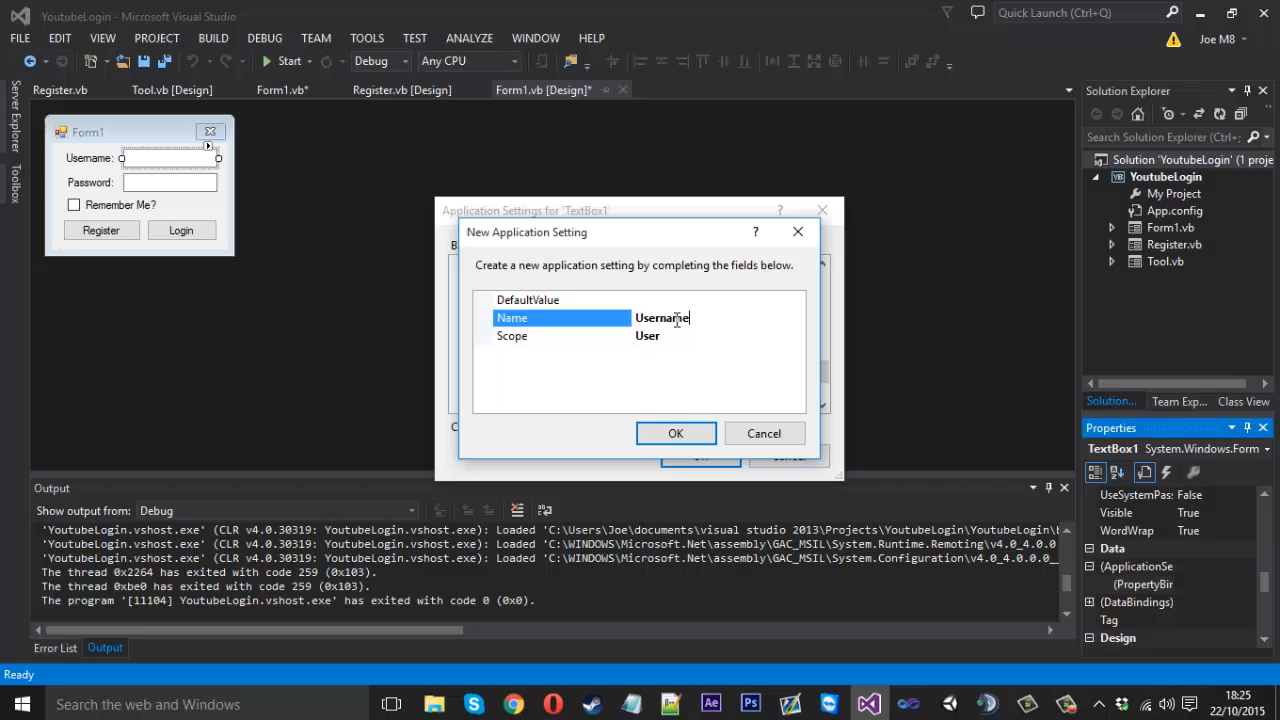 YoutubeLogin - Microsoft Visual Studio
Quick Launch (Ctrl+Q)
FILE EDIT VIEW PROJECT BUILD DEBUG TEAM TOOLS TEST ANALYZE WINDOW HELP
Joe M8
Start Debug Any CPU
Server Explorer
Toolbox
Register.vb Tool.vb [Design] Form1.vb* Register.vb [Design] Form1.vb [Design]*
Form1
Username:
Password:
Remember Me?
Register Login
Application Settings for 'TextBox1'
New Application Setting
Create a new application setting by completing the fields below.
DefaultValue
Name Username
Scope User
OK Cancel
Solution Explorer
Search Solution Explorer (Ctrl+
Solution 'YoutubeLogin' (1 proje
YoutubeLogin
My Project
App.config
Form1.vb
Register.vb
Tool.vb
Solution... Team Exp... Class View
Properties
TextBox1 System.Windows.Form
UseSystemPas False
Visible True
WordWrap True
Data
(ApplicationSe
(PropertyBir
(DataBindings)
Tag
Design
Output
Show output from: Debug
'YoutubeLogin.vshost.exe' (CLR v4.0.30319: YoutubeLogin.vshost.exe): Loaded 'C:\Users\Joe\documents\visual studio 2013\Projects\YoutubeLogin\YoutubeLogin\b
'YoutubeLogin.vshost.exe' (CLR v4.0.30319: YoutubeLogin.vshost.exe): Loaded 'C:\WINDOWS\Microsoft.Net\assembly\GAC_MSIL\System.Runtime.Remoting\v4.0_4.0.0
'YoutubeLogin.vshost.exe' (CLR v4.0.30319: YoutubeLogin.vshost.exe): Loaded 'C:\WINDOWS\Microsoft.Net\assembly\GAC_MSIL\System.Configuration\v4.0_4.0.0.0__
The thread 0x2264 has exited with code 259 (0x103).
The thread 0xbe0 has exited with code 259 (0x103).
The program '[11104] YoutubeLogin.vshost.exe' has exited with code 0 (0x0).
Error List Output
Ready
Search the web and Windows
Ae Ps
18:25
22/10/2015